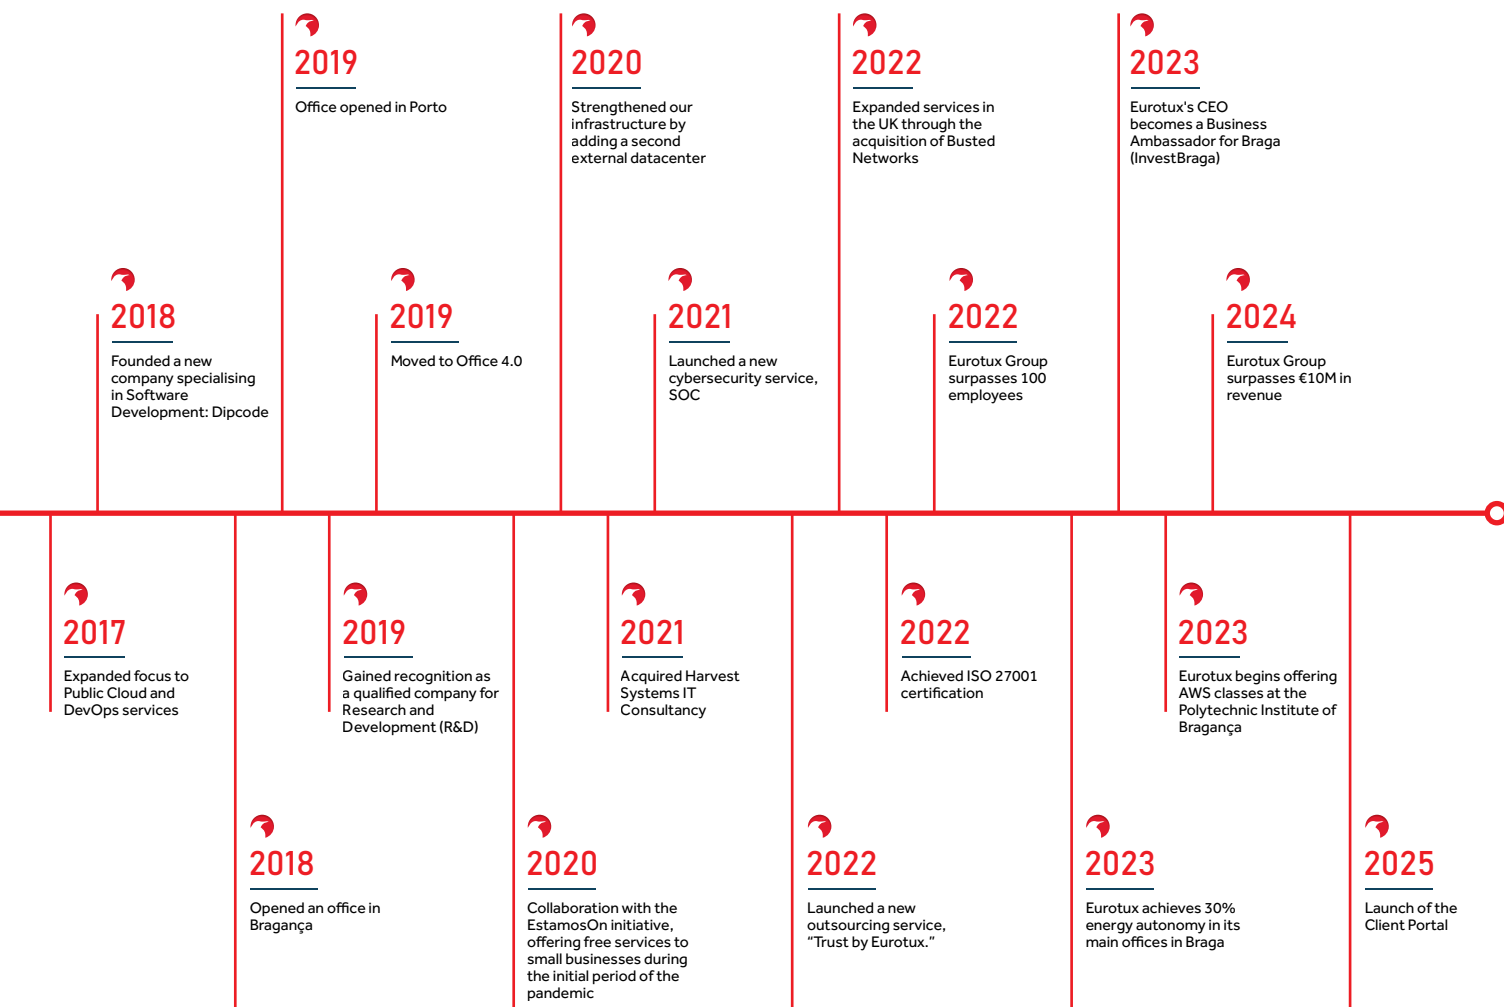 2019
Office opened in Porto
2020
Strengthened our
infrastructure by
adding a second
external datacenter
2022
Expanded services in
the UK through the
acquisition of Busted
Networks
2023
Eurotux's CEO
becomes a Business
Ambassador for Braga
(InvestBraga)
2018
Founded a new
company specialising
in Software
Development: Dipcode
2019
Moved to Office 4.0
2021
Launched a new
cybersecurity service,
SOC
2022
Eurotux Group
surpasses 100
employees
2024
Eurotux Group
surpasses €10M in
revenue
2017
Expanded focus to
Public Cloud and
DevOps services
2019
Gained recognition as
a qualified company for
Research and
Development (R&D)
2021
Acquired Harvest
Systems IT
Consultancy
2022
Achieved ISO 27001
certification
2023
Eurotux begins offering
AWS classes at the
Polytechnic Institute of
Bragança
2018
Opened an office in
Bragança
2020
Collaboration with the
EstamosOn initiative,
offering free services to
small businesses during
the initial period of the
pandemic
2022
Launched a new
outsourcing service,
“Trust by Eurotux.”
2023
Eurotux achieves 30%
energy autonomy in its
main offices in Braga
2025
Launch of the
Client Portal